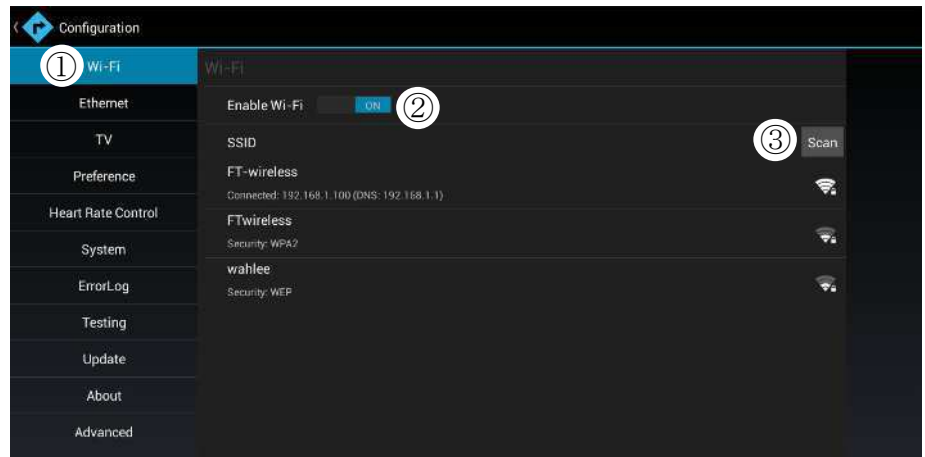 Configuration
① Wi-Fi
Ethernet
TV
Preference
Heart Rate Control
System
ErrorLog
Testing
Update
About
Advanced
Wi-Fi
Enable Wi-Fi ON ②
SSID ③ Scan
FT-wireless
Connected: 192.168.1.100 (DNS: 192.168.1.1)
FTwireless
Security: WPA2
wahlee
Security: WEP